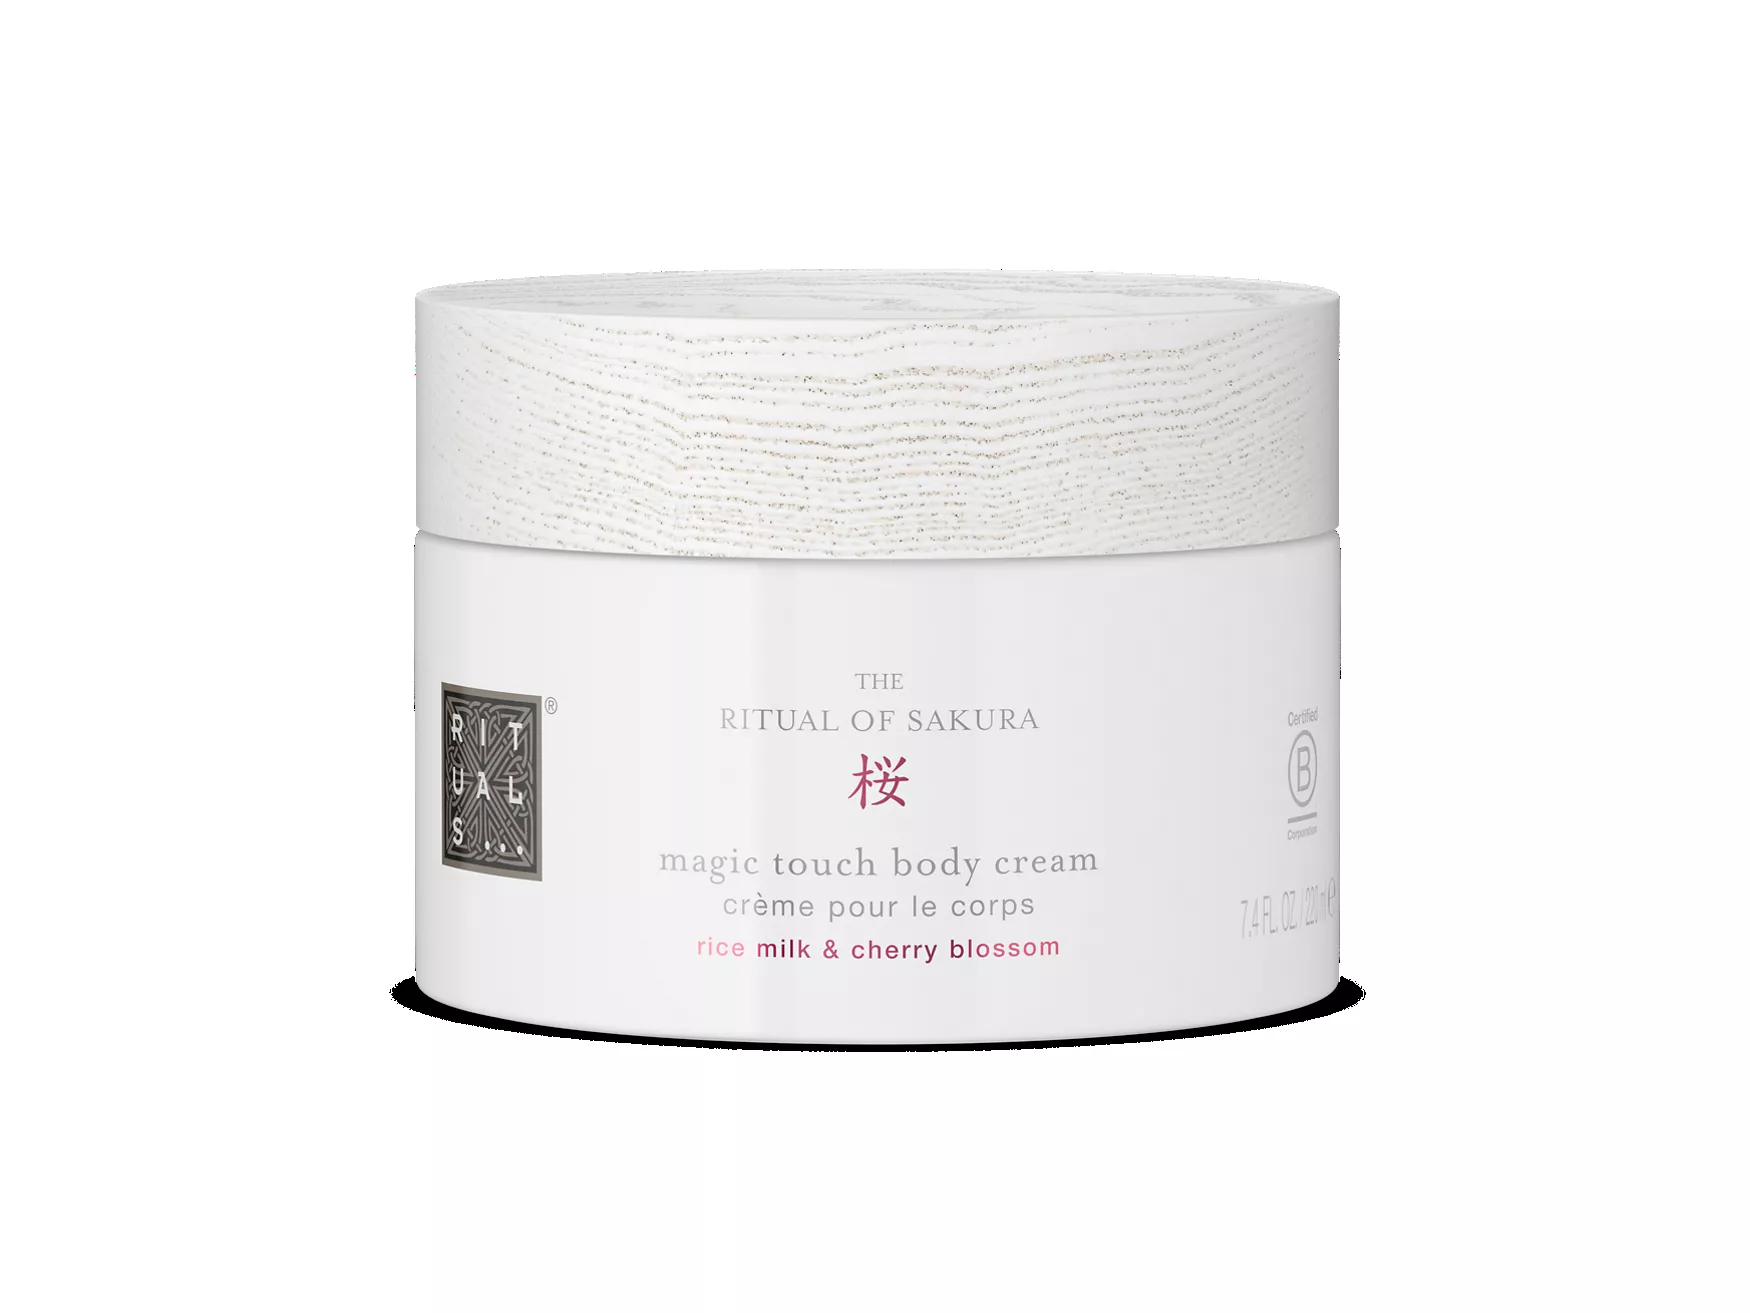 RIT
UAL
S...
®
THE
RITUAL OF SAKURA
桜
magic touch body cream
crème pour le corps
rice milk & cherry blossom
Certified
B
Corporation
7.4 FL. OZ. / 220 ml e